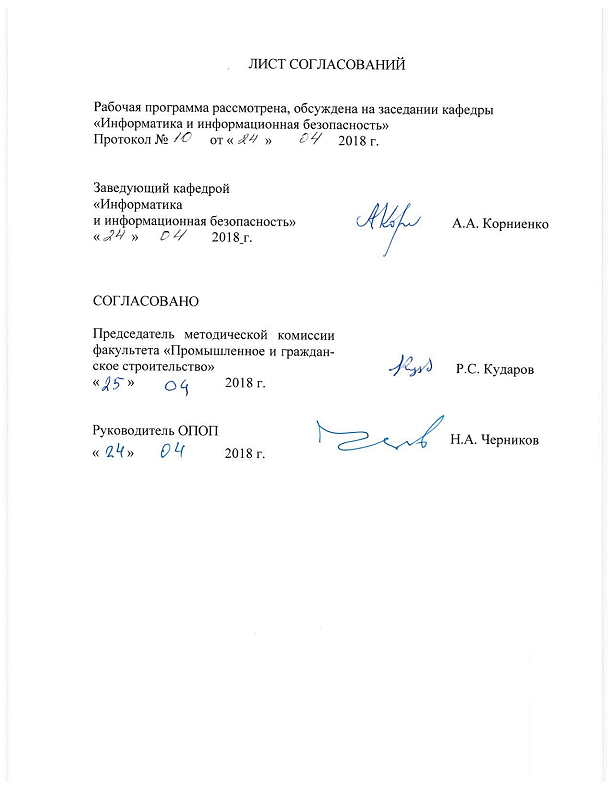 ЛИСТ СОГЛАСОВАНИЙ
Рабочая программа рассмотрена, обсуждена на заседании кафедры
«Информатика и информационная безопасность»
Протокол № 10 от « 24 » 04 2018 г.
Заведующий кафедрой
«Информатика
и информационная безопасность» А.А. Корниенко
« 24 » 04 2018 г.
СОГЛАСОВАНО
Председатель методической комиссии
факультета «Промышленное и граждан-
ское строительство» Р.С. Кударов
« 25 » 04 2018 г.
Руководитель ОПОП Н.А. Черников
« 24 » 04 2018 г.